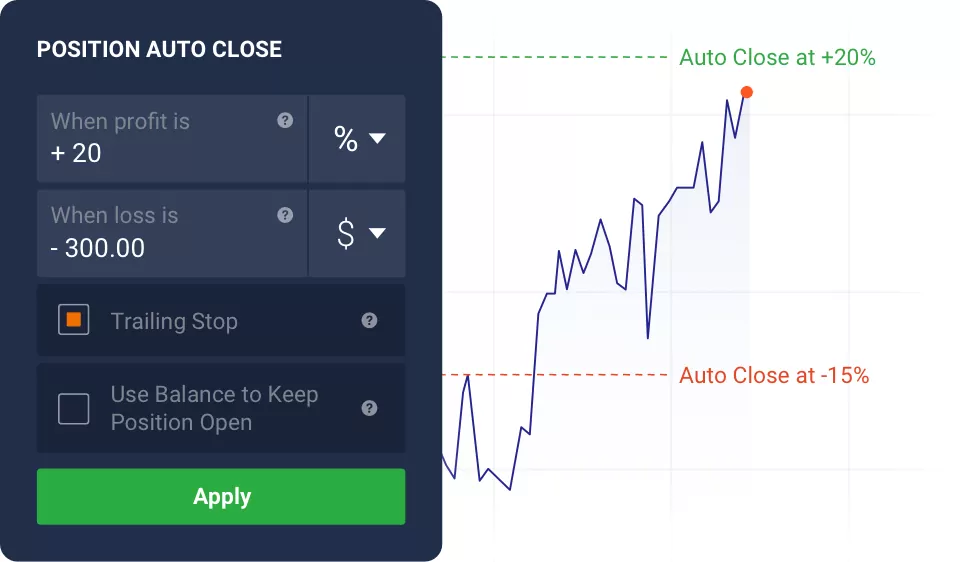 POSITION AUTO CLOSE
When profit is
+ 20
%
When loss is
- 300.00
$
Trailing Stop
Use Balance to Keep
Position Open
Apply
Auto Close at +20%
Auto Close at -15%